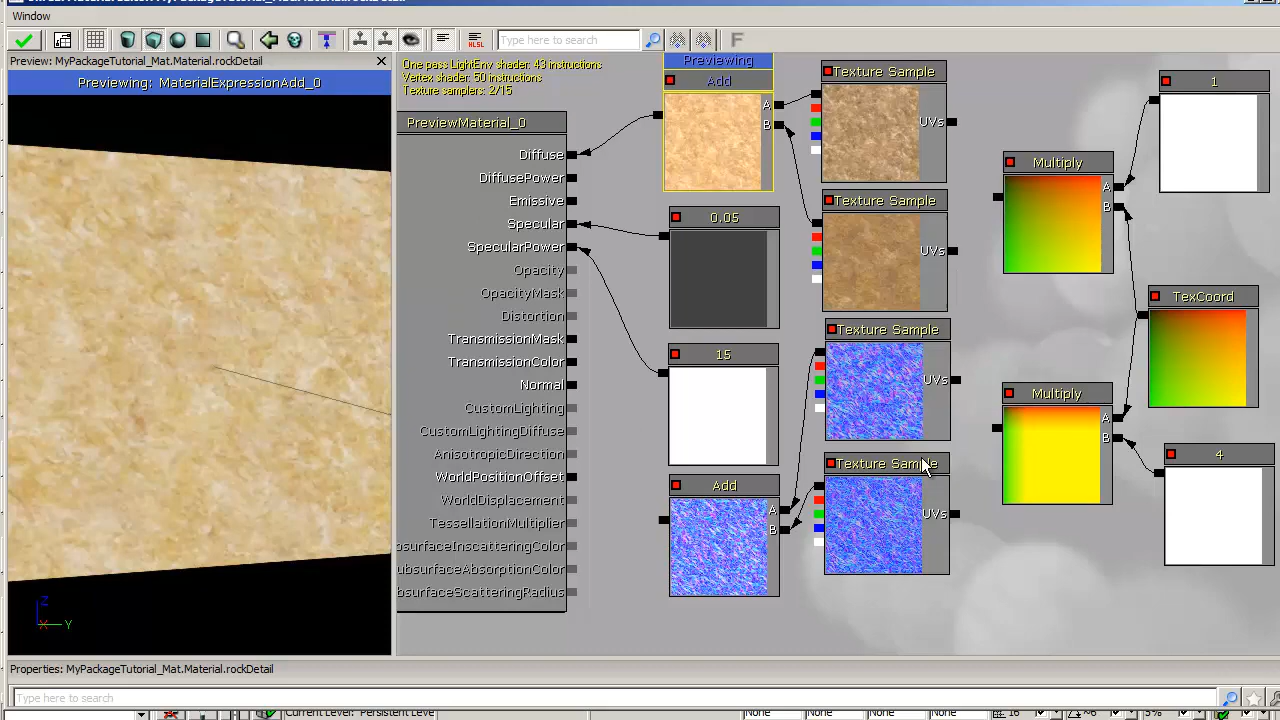 Window
Type here to search
F
Preview: MyPackageTutorial_Mat.Material.rockDetail
Previewing: MaterialExpressionAdd_0
X
Y
Z
One pass LightEnv shader: 43 instructions
Vertex shader: 50 instructions
Texture samplers: 2/15
PreviewMaterial_0
Diffuse
DiffusePower
Emissive
Specular
SpecularPower
Opacity
OpacityMask
Distortion
TransmissionMask
TransmissionColor
Normal
CustomLighting
CustomLightingDiffuse
AnisotropicDirection
WorldPositionOffset
WorldDisplacement
TessellationMultiplier
bsurfaceInscatteringColor
ubsurfaceAbsorptionColor
bsurfaceScatteringRadius
Previewing
Add
A
B
0.05
15
Add
A
B
Texture Sample
UVs
Texture Sample
UVs
Texture Sample
UVs
Texture Sample
UVs
Multiply
A
B
Multiply
A
B
1
TexCoord
4
Properties: MyPackageTutorial_Mat.Material.rockDetail
Type here to search
Current Level: Persistent Leve
None
None
None
None
16
5%